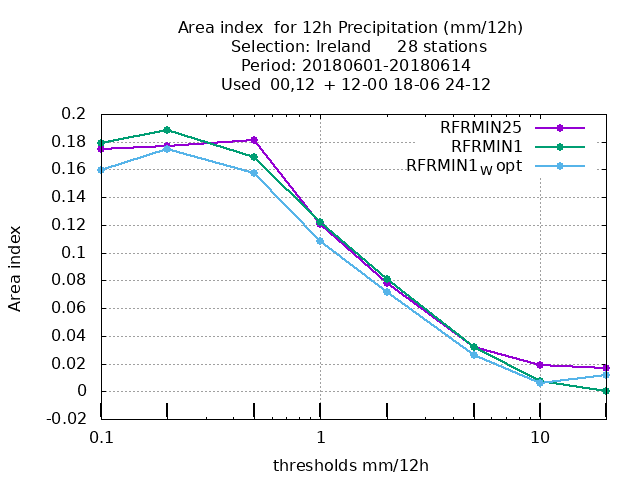 Area index  for 12h Precipitation (mm/12h)
Selection: Ireland     28 stations
Period: 20180601-20180614
Used  00,12  + 12-00 18-06 24-12
RFRMIN25
RFRMIN1
RFRMIN1w opt
Area index
0.2
0.18
0.16
0.14
0.12
0.1
0.08
0.06
0.04
0.02
0
-0.02
0.1
1
10
thresholds mm/12h